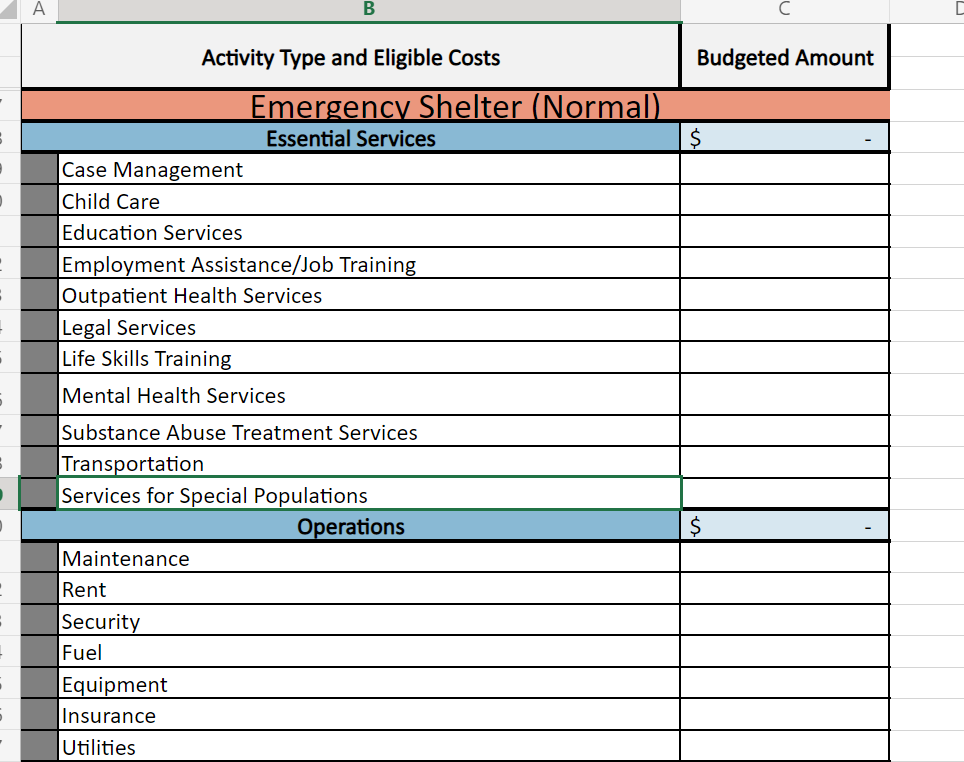 A B C D
Activity Type and Eligible Costs Budgeted Amount
Emergency Shelter (Normal)
Essential Services $ -
Case Management
Child Care
Education Services
Employment Assistance/Job Training
Outpatient Health Services
Legal Services
Life Skills Training
Mental Health Services
Substance Abuse Treatment Services
Transportation
Services for Special Populations
Operations $ -
Maintenance
Rent
Security
Fuel
Equipment
Insurance
Utilities